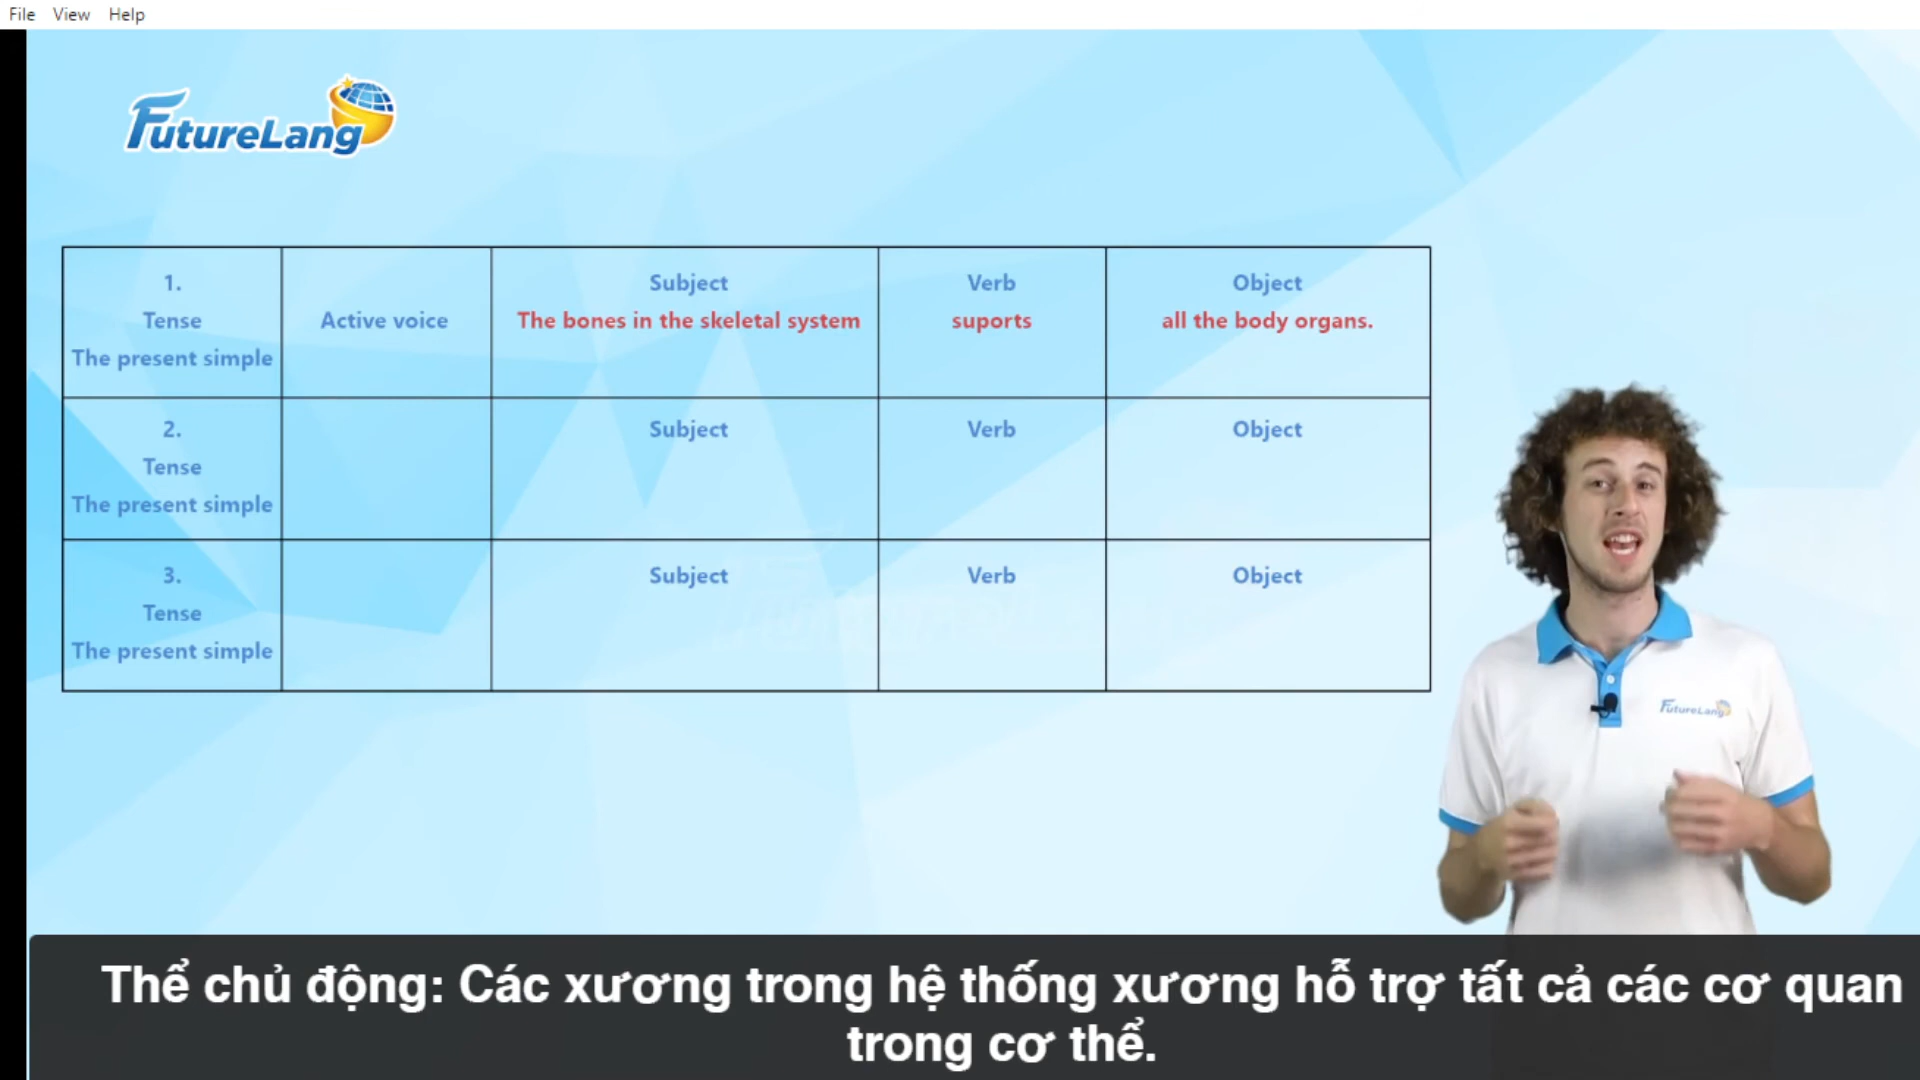 File View Help
FutureLang
1.
Tense
The present simple
Active voice
Subject
The bones in the skeletal system
Verb
suports
Object
all the body organs.
2.
Tense
The present simple
Subject
Verb
Object
3.
Tense
The present simple
Subject
Verb
Object
FutureLang
Thể chủ động: Các xương trong hệ thống xương hỗ trợ tất cả các cơ quan
trong cơ thể.